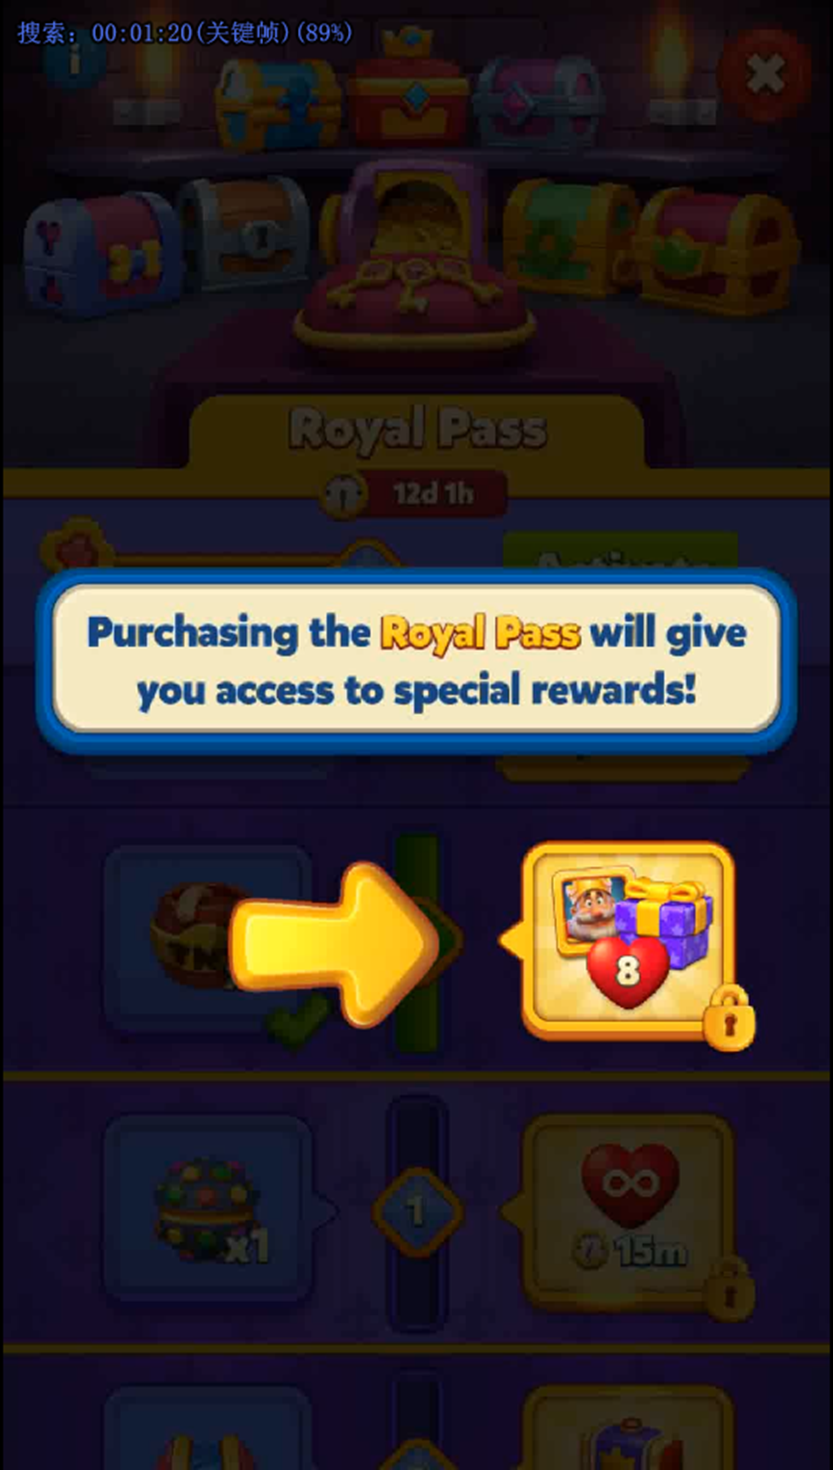 搜索: 00:01:20(关键帧)(89%)
Royal Pass
12d 1h
Activate
Purchasing the Royal Pass will give
you access to special rewards!
8
x1
1
15m